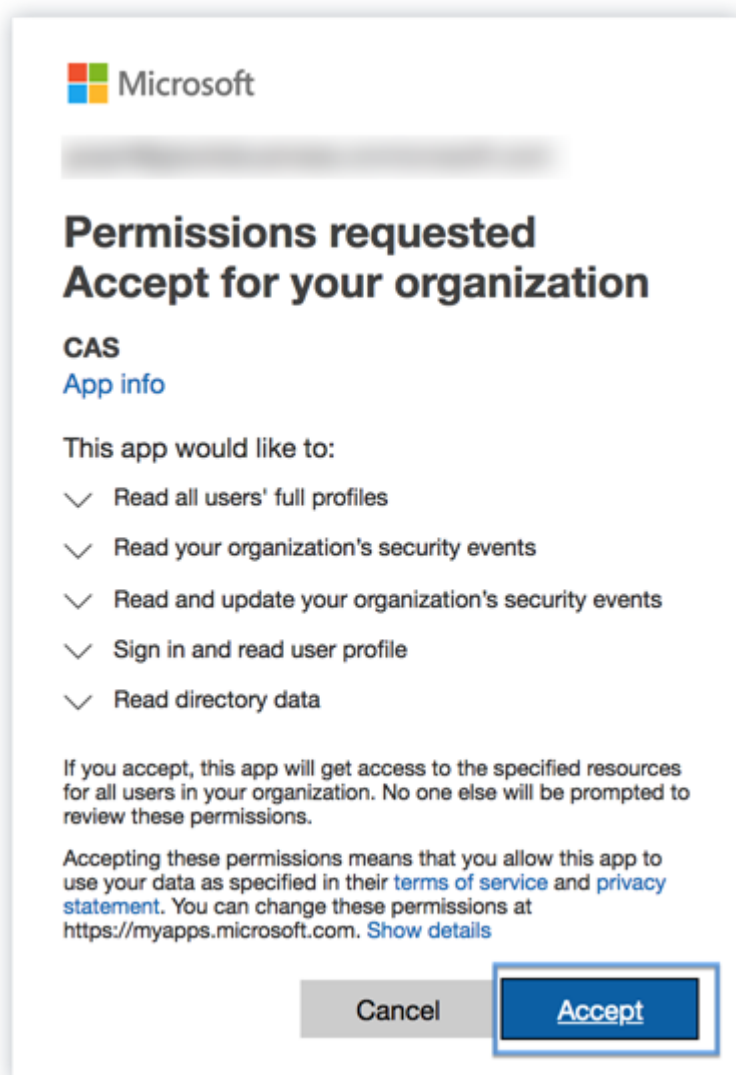 Microsoft
Permissions requested
Accept for your organization
CAS
App info
This app would like to:
Read all users' full profiles
Read your organization's security events
Read and update your organization's security events
Sign in and read user profile
Read directory data
If you accept, this app will get access to the specified resources
for all users in your organization. No one else will be prompted to
review these permissions.
Accepting these permissions means that you allow this app to
use your data as specified in their terms of service and privacy
statement. You can change these permissions at
https://myapps.microsoft.com. Show details
Cancel
Accept